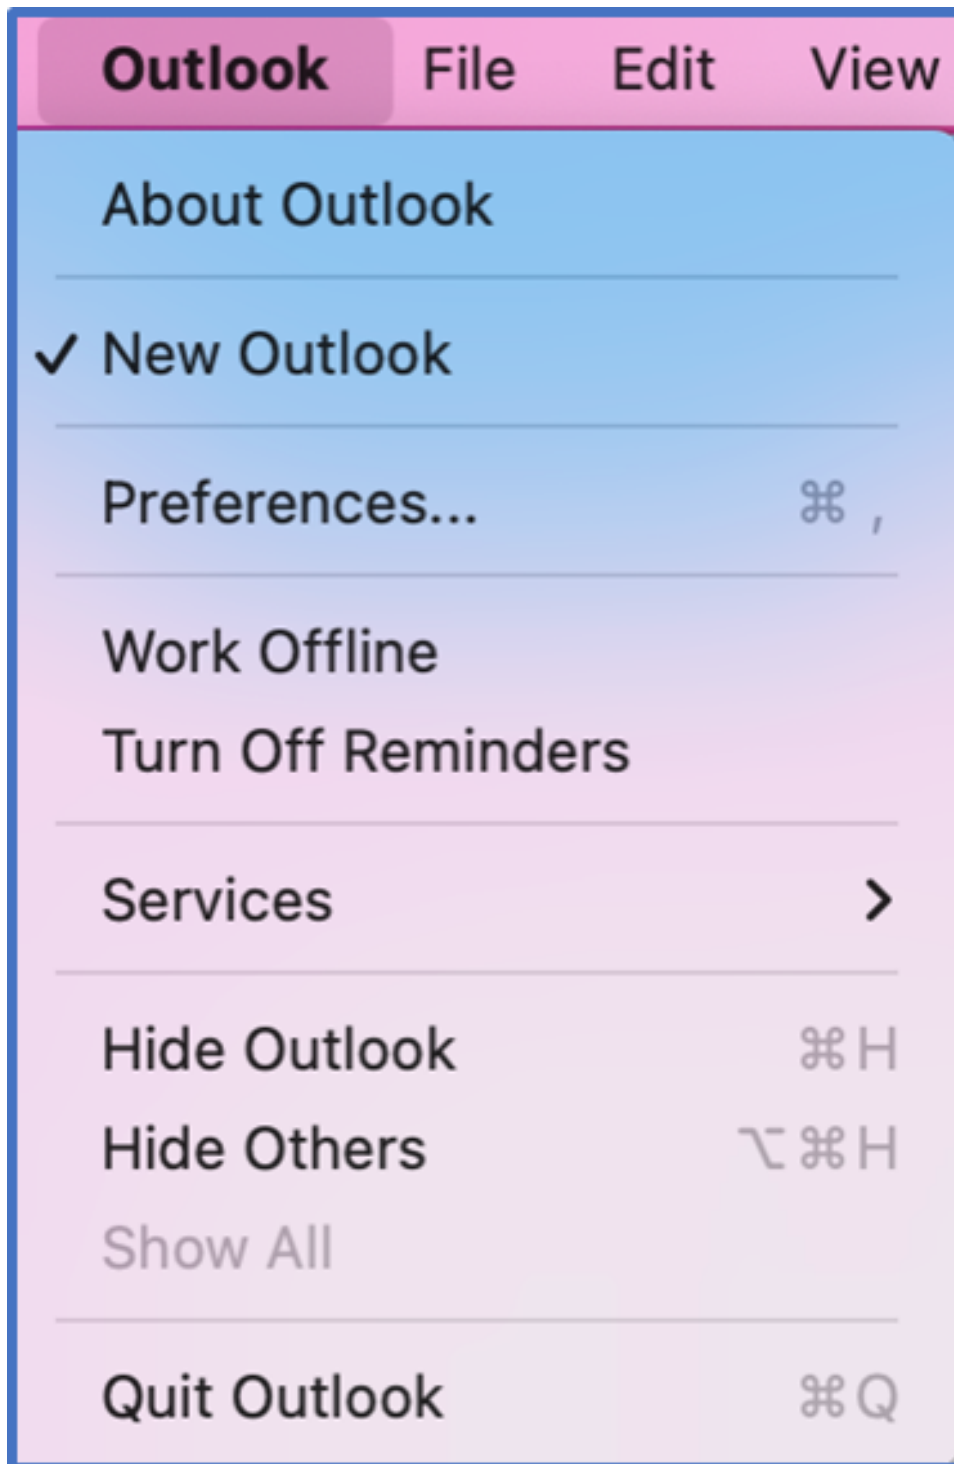 Outlook File Edit View
About Outlook
✓ New Outlook
Preferences... ⌘ ,
Work Offline
Turn Off Reminders
Services >
Hide Outlook ⌘H
Hide Others ⌥⌘H
Show All
Quit Outlook ⌘Q